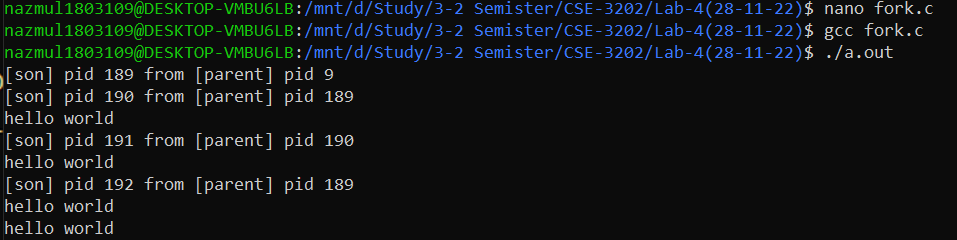 nazmul1803109@DESKTOP-VMBU6LB:/mnt/d/Study/3-2 Semister/CSE-3202/Lab-4(28-11-22)$ nano fork.c
nazmul1803109@DESKTOP-VMBU6LB:/mnt/d/Study/3-2 Semister/CSE-3202/Lab-4(28-11-22)$ gcc fork.c
nazmul1803109@DESKTOP-VMBU6LB:/mnt/d/Study/3-2 Semister/CSE-3202/Lab-4(28-11-22)$ ./a.out
[son] pid 189 from [parent] pid 9
[son] pid 190 from [parent] pid 189
hello world
[son] pid 191 from [parent] pid 190
hello world
[son] pid 192 from [parent] pid 189
hello world
hello world